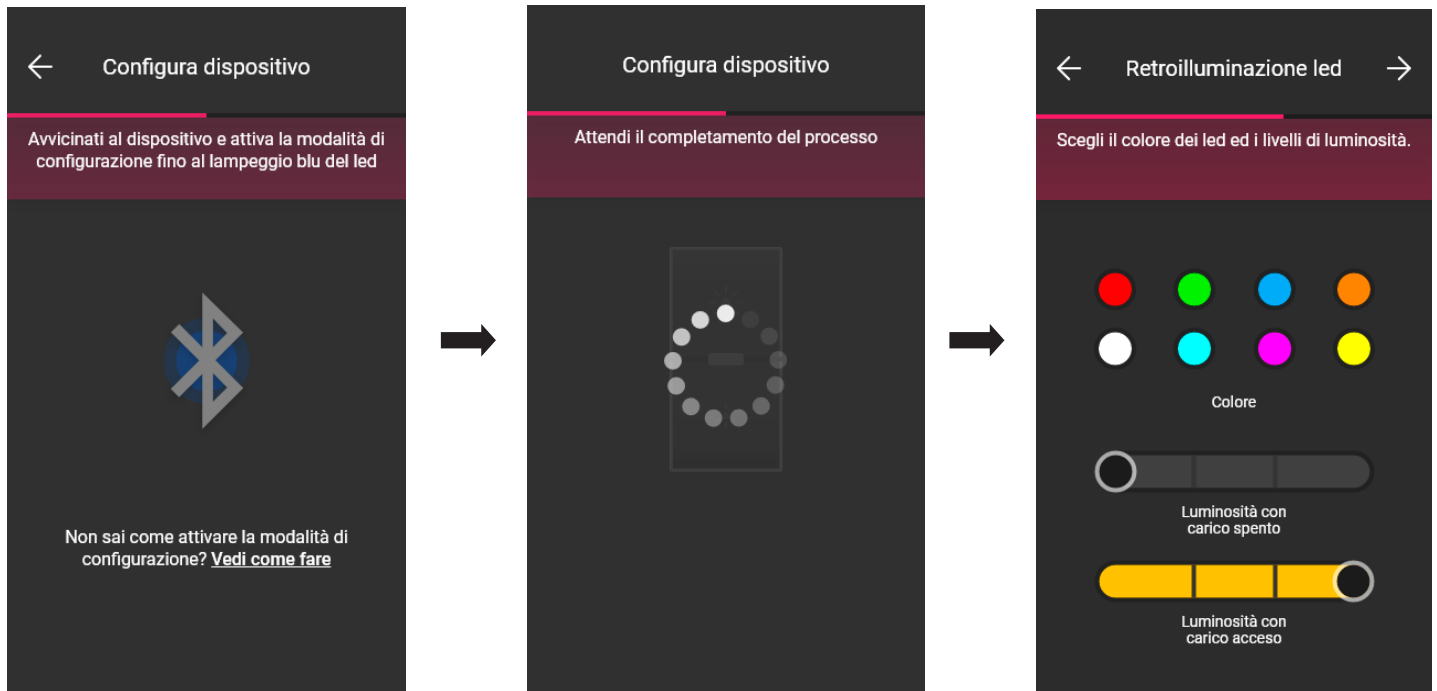 Configura dispositivo
Avvicinati al dispositivo e attiva la modalità di
configurazione fino al lampeggio blu del led
Non sai come attivare la modalità di
configurazione? Vedi come fare
Configura dispositivo
Attendi il completamento del processo
Retroilluminazione led
Scegli il colore dei led ed i livelli di luminosità.
Colore
Luminosità con
carico spento
Luminosità con
carico acceso